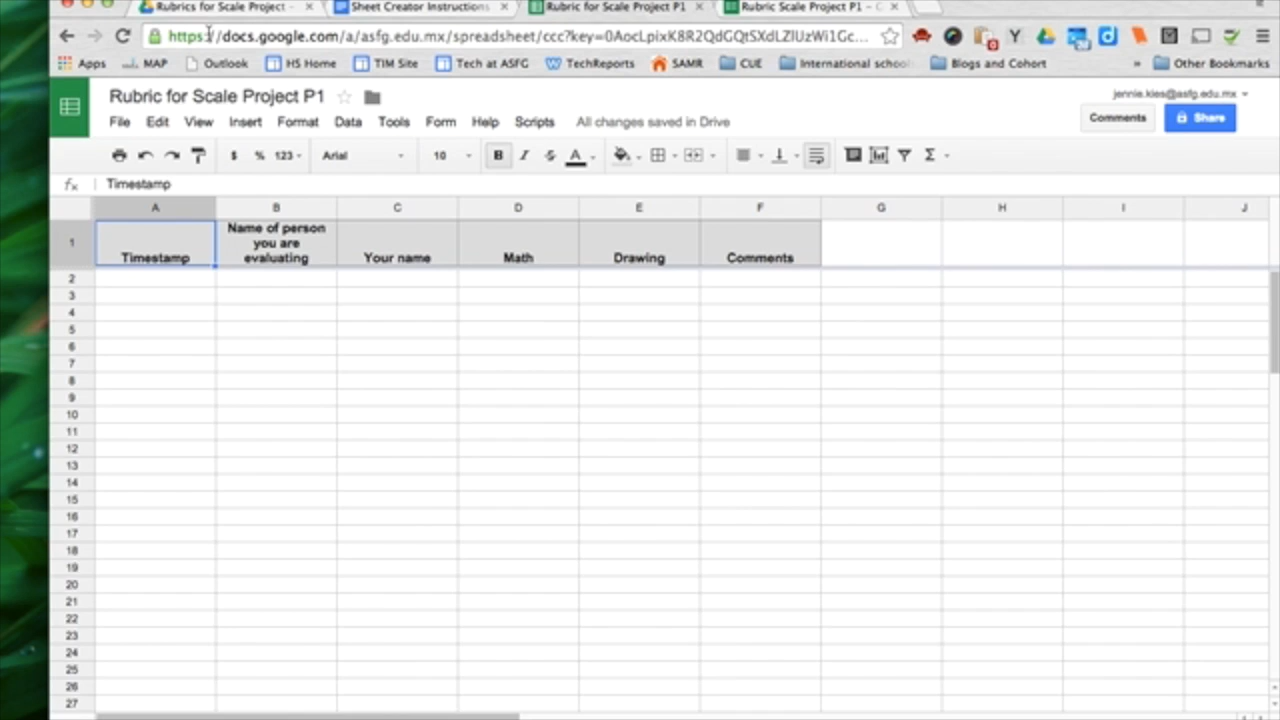 Rubrics for Scale Project - × Sheet Creator Instructions × Rubric for Scale Project P1 × Rubric Scale Project P1 - ×
https://docs.google.com/a/asfg.edu.mx/spreadsheet/ccc?key=
Apps MAP Outlook HS Home TIM Site Tech at ASFG TechReports SAMR CUE International school Blogs and Cohort » Other Bookmarks
Rubric for Scale Project P1
jennie.kies@asfg.edu.mx
File Edit View Insert Format Data Tools Form Help Scripts All changes saved in Drive
Comments Share
$ % 123 Arial 10 B I S A Σ
fx Timestamp
A B C D E F G H I J
1 Timestamp Name of person you are evaluating Your name Math Drawing Comments
2
3
4
5
6
7
8
9
10
11
12
13
14
15
16
17
18
19
20
21
22
23
24
25
26
27